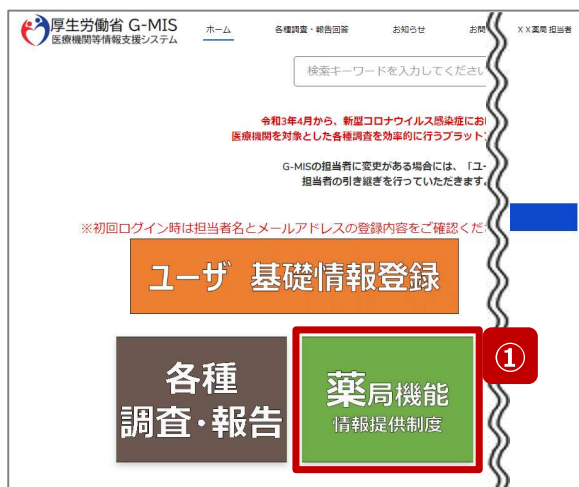 厚生労働省 G-MIS
医療機関等情報支援システム
ホーム 各種調査・報告回答 お知らせ お問 XX薬局 担当者
検索キーワードを入力してくださ
令和3年4月から、新型コロナウイルス感染症にお
医療機関を対象とした各種調査を効率的に行うプラット
G-MISの担当者に変更がある場合には、「ユー
担当者の引き継ぎを行っていただきます。
※初回ログイン時は担当者名とメールアドレスの登録内容をご確認くだ
ユーザ 基礎情報登録
①
各種
調査・報告
薬局機能
情報提供制度